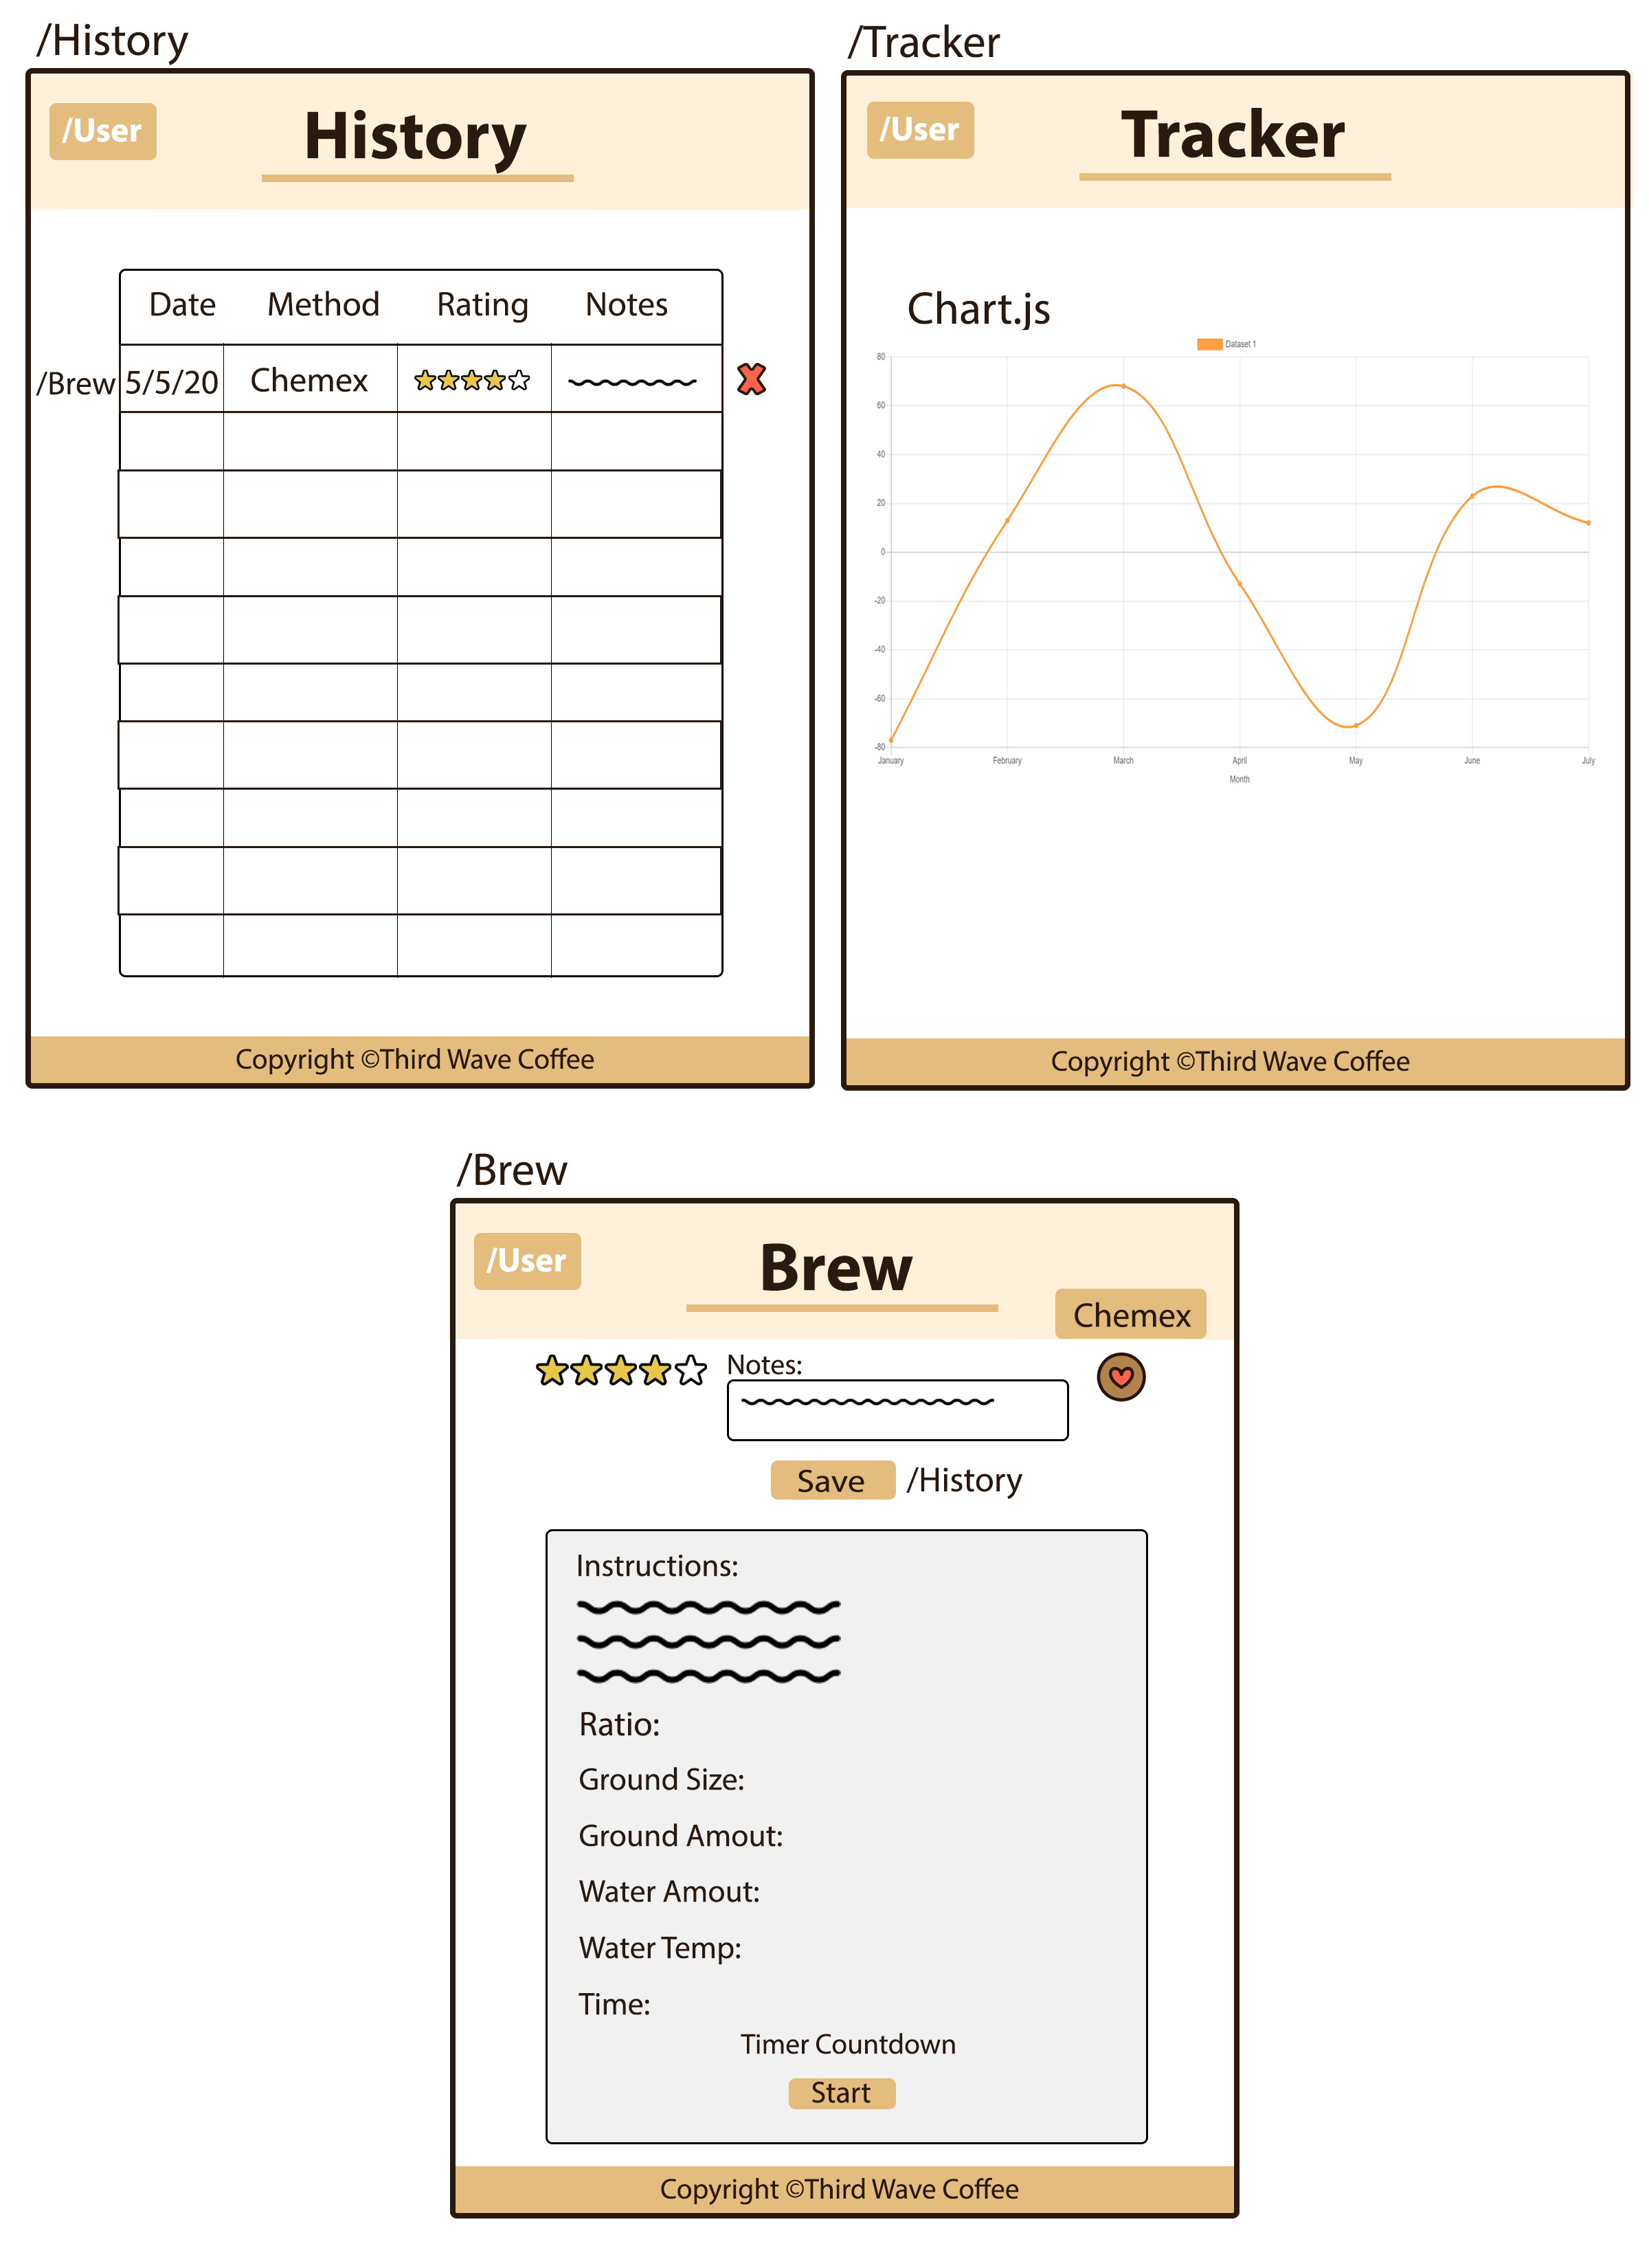 /History
/User
History
Date Method Rating Notes
/Brew 5/5/20 Chemex
Copyright ©Third Wave Coffee
/Tracker
/User
Tracker
Chart.js
Dataset 1
80
60
40
20
0
-20
-40
-60
-80
January February March April May June July
Month
Copyright ©Third Wave Coffee
/Brew
/User
Brew
Chemex
Notes:
Save /History
Instructions:
Ratio:
Ground Size:
Ground Amout:
Water Amout:
Water Temp:
Time:
Timer Countdown
Start
Copyright ©Third Wave Coffee